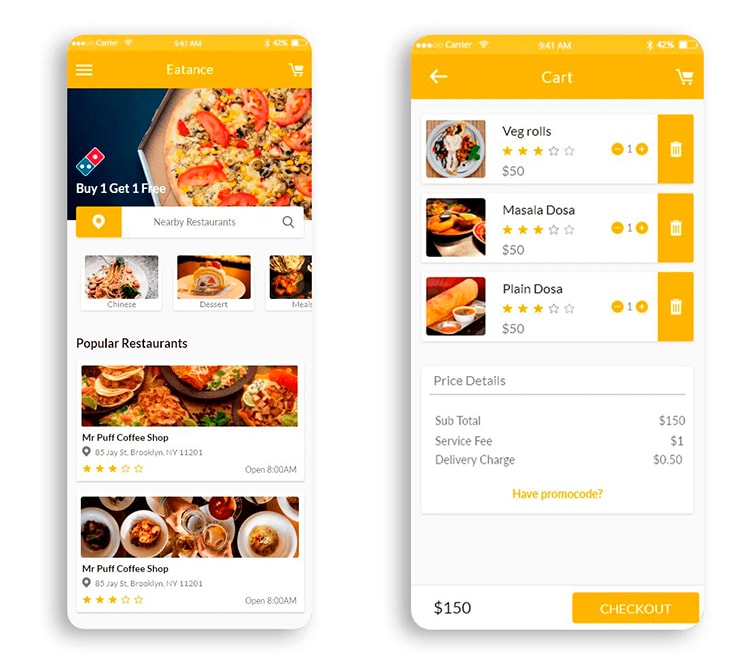 Carrier
9:41 AM
42%
Eatance
Buy 1 Get 1 Free
Nearby Restaurants
Chinese
Dessert
Meals
Popular Restaurants
Mr Puff Coffee Shop
85 Jay St, Brooklyn, NY 11201
Open 8:00AM
Mr Puff Coffee Shop
85 Jay St, Brooklyn, NY 11201
Open 8:00AM
Carrier
9:41 AM
42%
Cart
Veg rolls
1
$50
Masala Dosa
1
$50
Plain Dosa
1
$50
Price Details
Sub Total $150
Service Fee $1
Delivery Charge $0.50
Have promocode?
$150 CHECKOUT